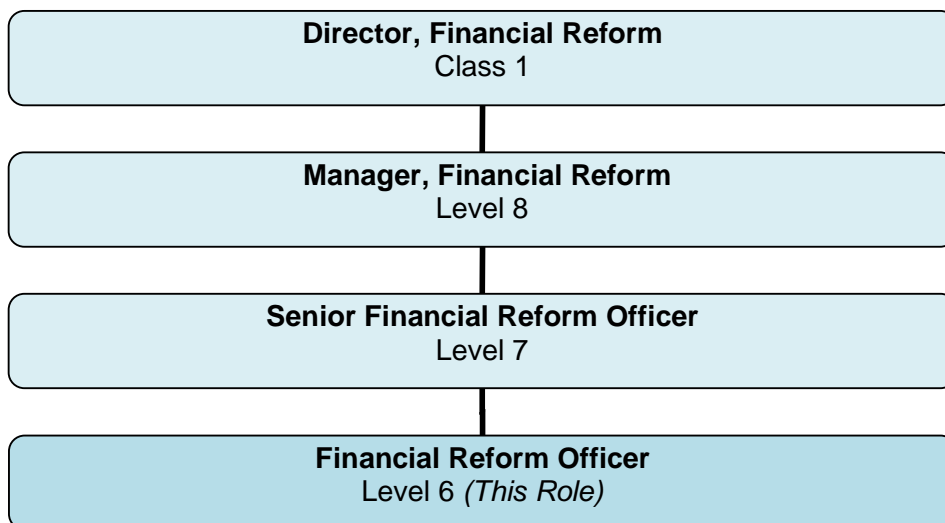 Director, Financial Reform
Class 1
Manager, Financial Reform
Level 8
Senior Financial Reform Officer
Level 7
Financial Reform Officer
Level 6 (This Role)